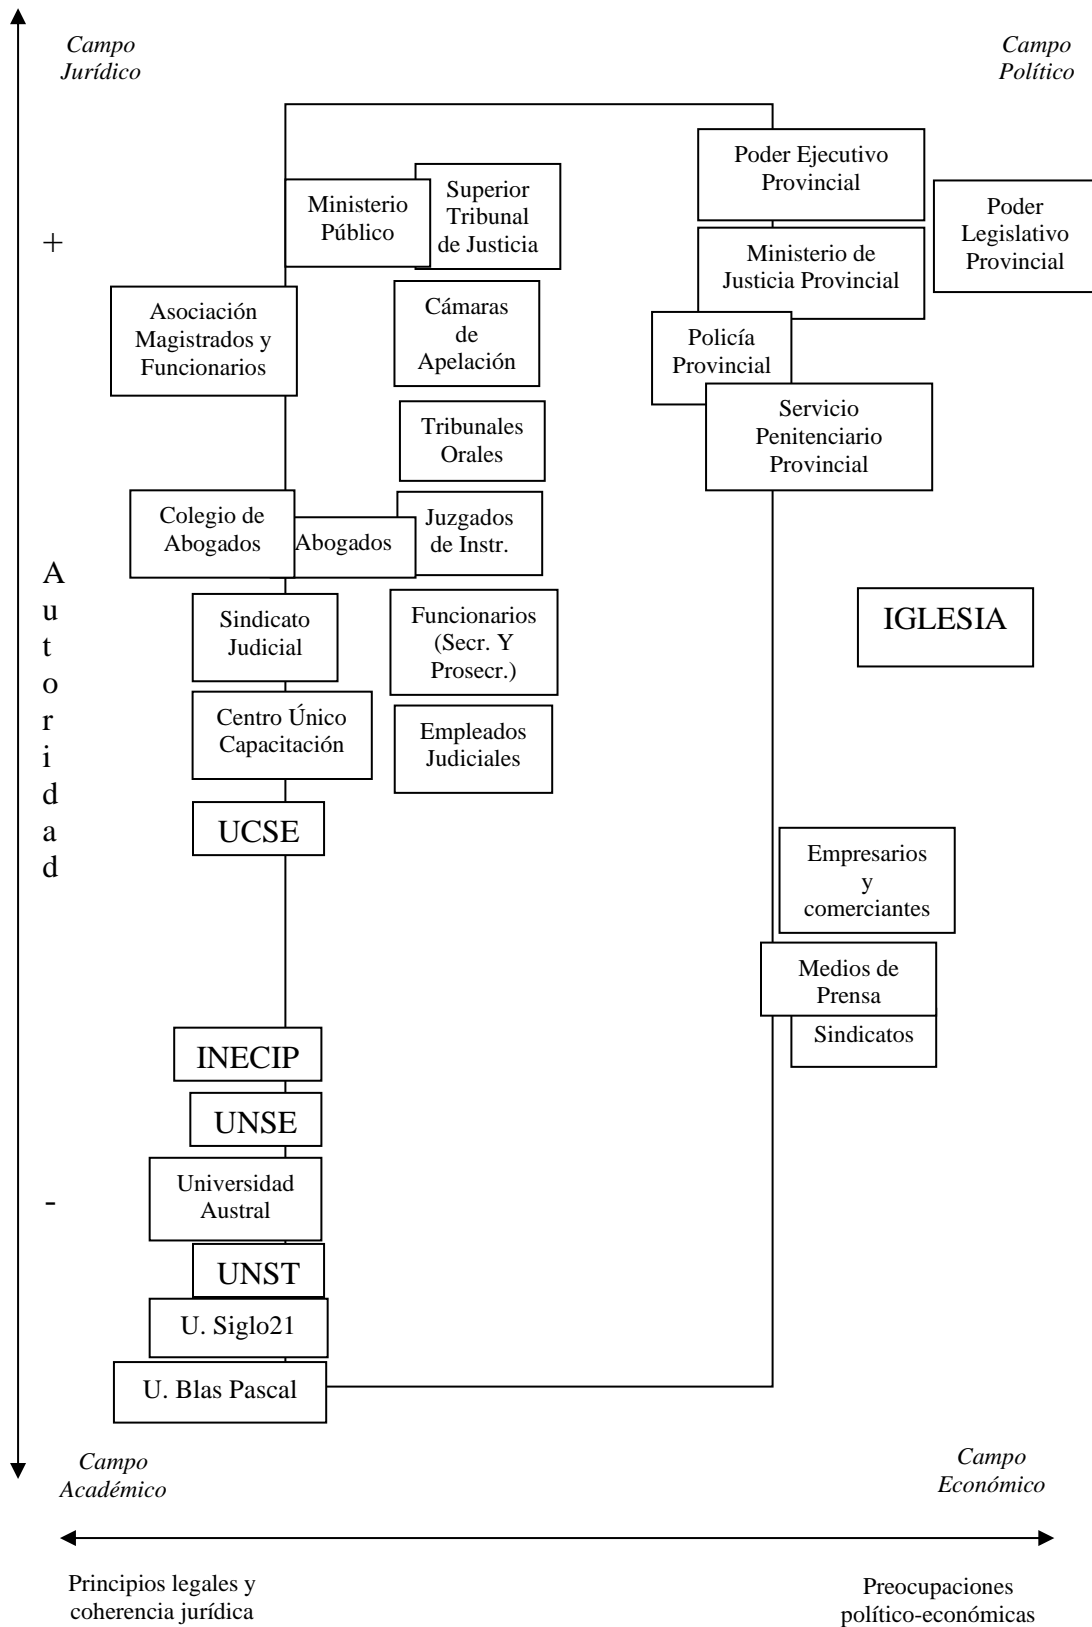 Campo
Jurídico
Campo
Político
Poder Ejecutivo
Provincial
Ministerio
Público
Superior
Tribunal
de Justicia
Poder
Legislativo
Provincial
+
Ministerio de
Justicia Provincial
Asociación
Magistrados y
Funcionarios
Cámaras
de
Apelación
Policía
Provincial
Servicio
Penitenciario
Provincial
Tribunales
Orales
Colegio de
Abogados
Abogados
Juzgados
de Instr.
A
u
t
o
r
i
d
a
d
Sindicato
Judicial
Funcionarios
(Secr. Y
Prosecr.)
IGLESIA
Centro Único
Capacitación
Empleados
Judiciales
UCSE
Empresarios
y
comerciantes
Medios de
Prensa
Sindicatos
INECIP
UNSE
-
Universidad
Austral
UNST
U. Siglo21
U. Blas Pascal
Campo
Académico
Campo
Económico
Principios legales y
coherencia jurídica
Preocupaciones
político-económicas